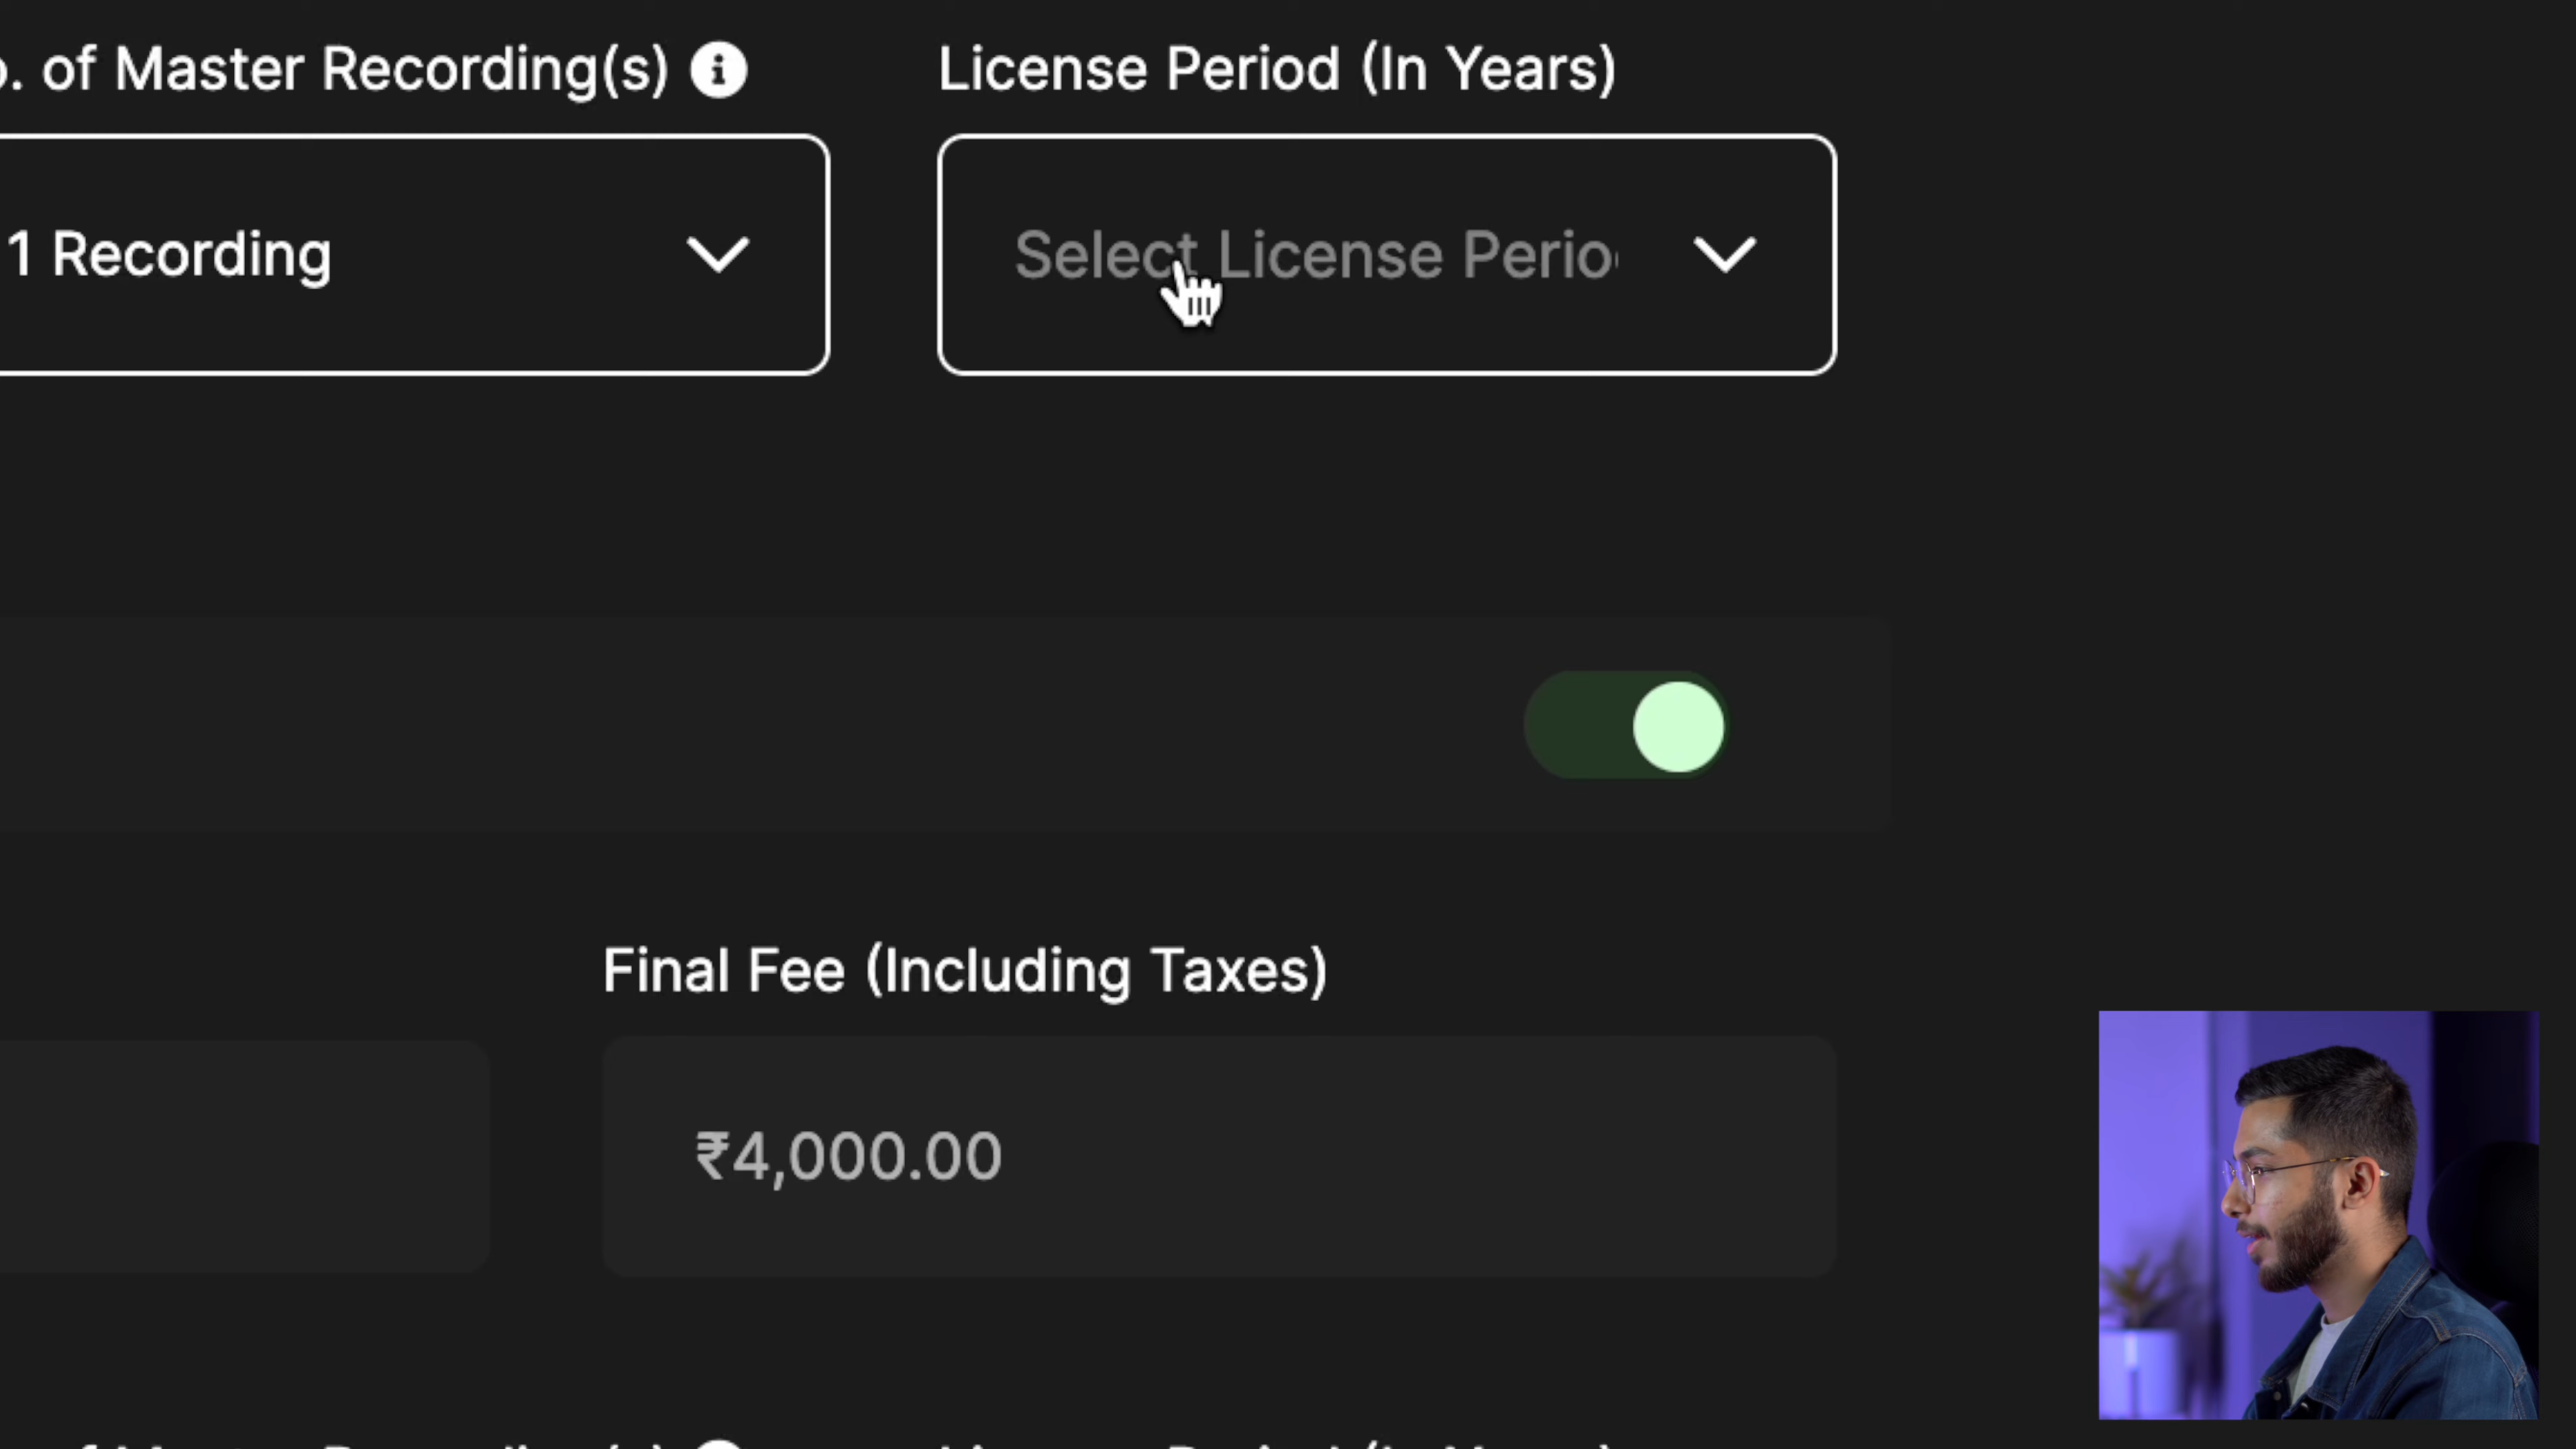 of Master Recording(s)
License Period (In Years)
1 Recording
Select License Perio
Final Fee (Including Taxes)
₹4,000.00